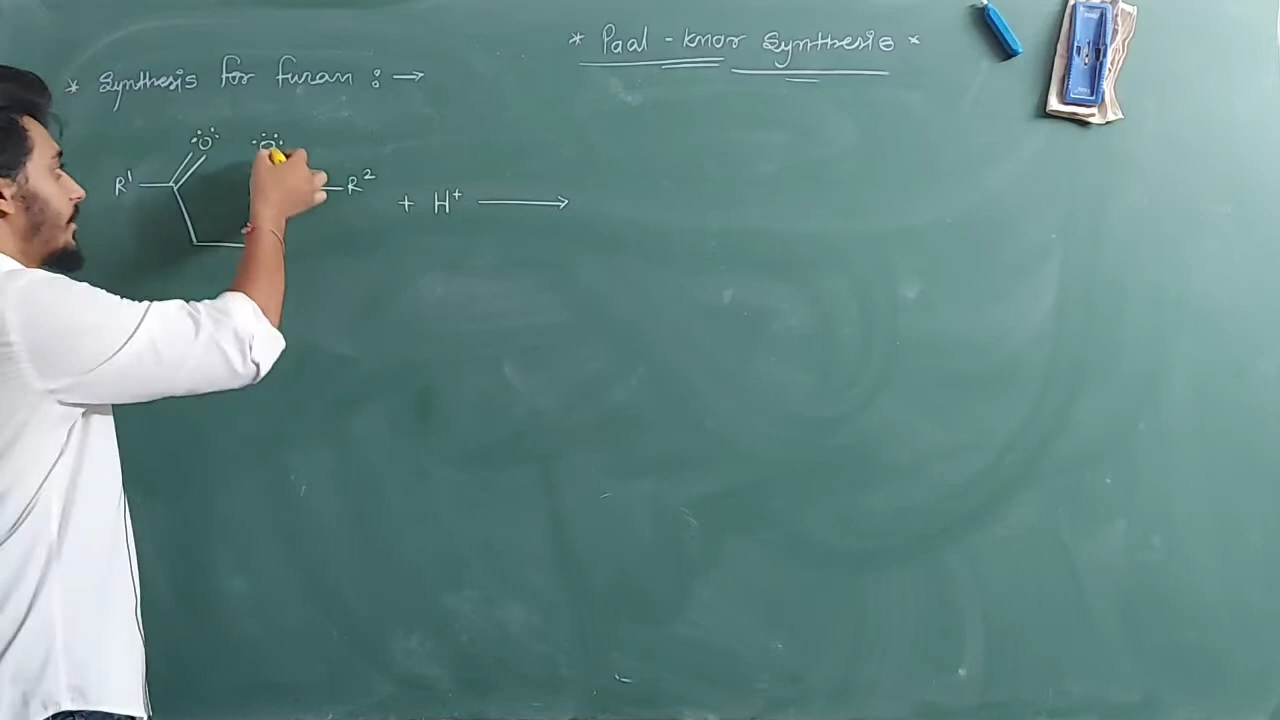 * Paal - Knor Synthesis *
* Synthesis for furan : →
:Ö: :Ö:
R¹ R² + H⁺ →